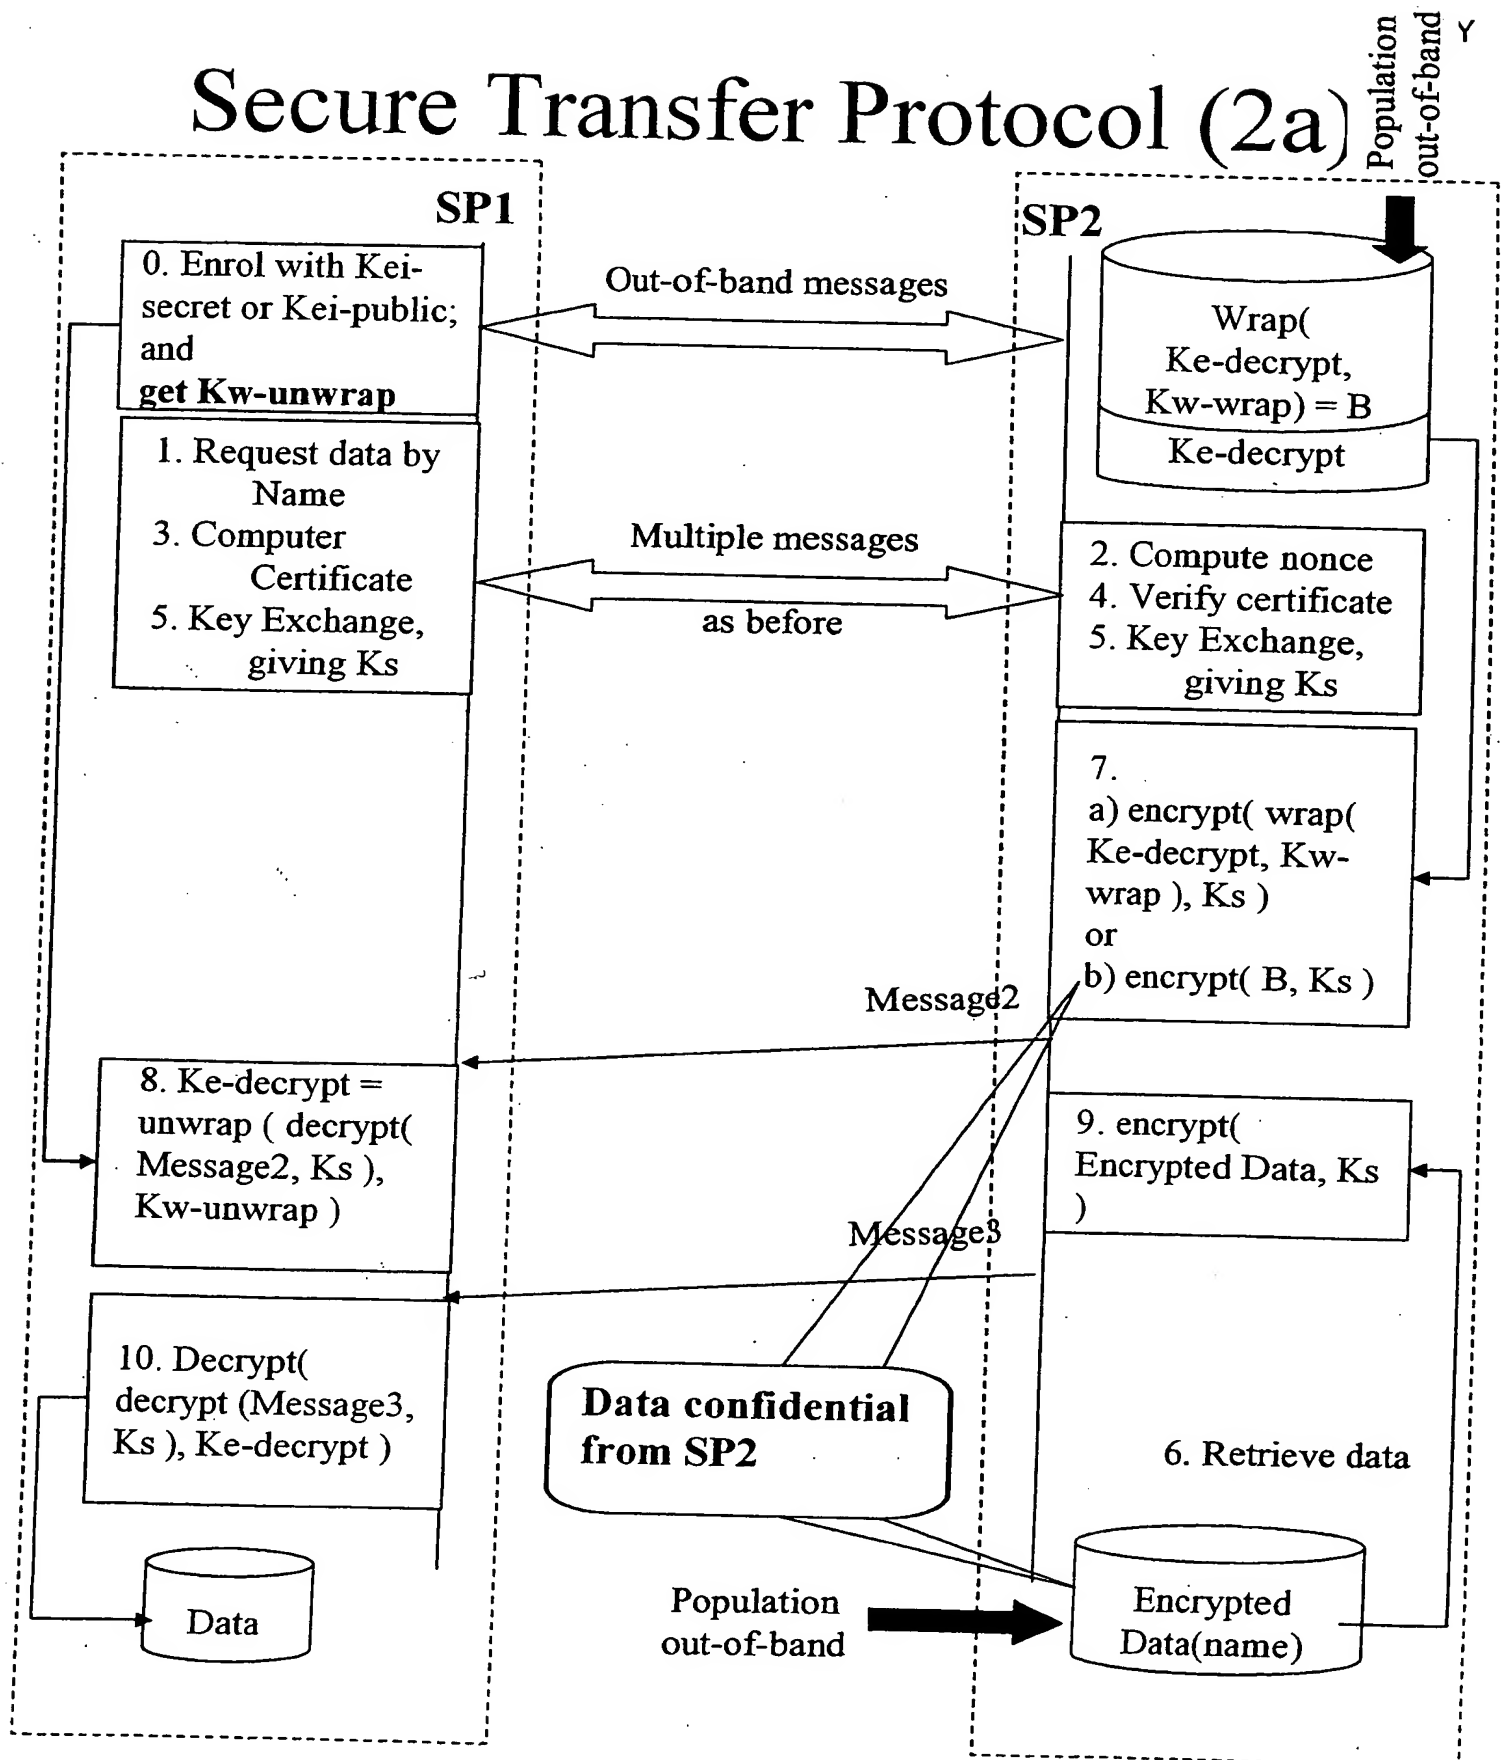 Population
out-of-band
Y
Secure Transfer Protocol (2a)
SP1
SP2
0. Enrol with Kei-
secret or Kei-public;
and
get Kw-unwrap
Out-of-band messages
Wrap(
Ke-decrypt,
Kw-wrap) = B
Ke-decrypt
1. Request data by
Name
3. Computer
Certificate
5. Key Exchange,
giving Ks
Multiple messages
as before
2. Compute nonce
4. Verify certificate
5. Key Exchange,
giving Ks
7.
a) encrypt( wrap(
Ke-decrypt, Kw-
wrap ), Ks )
or
b) encrypt( B, Ks )
Message2
8. Ke-decrypt =
unwrap ( decrypt(
Message2, Ks ),
Kw-unwrap )
9. encrypt(
Encrypted Data, Ks
)
Message3
10. Decrypt(
decrypt (Message3,
Ks ), Ke-decrypt )
Data confidential
from SP2
6. Retrieve data
Data
Population
out-of-band
Encrypted
Data(name)